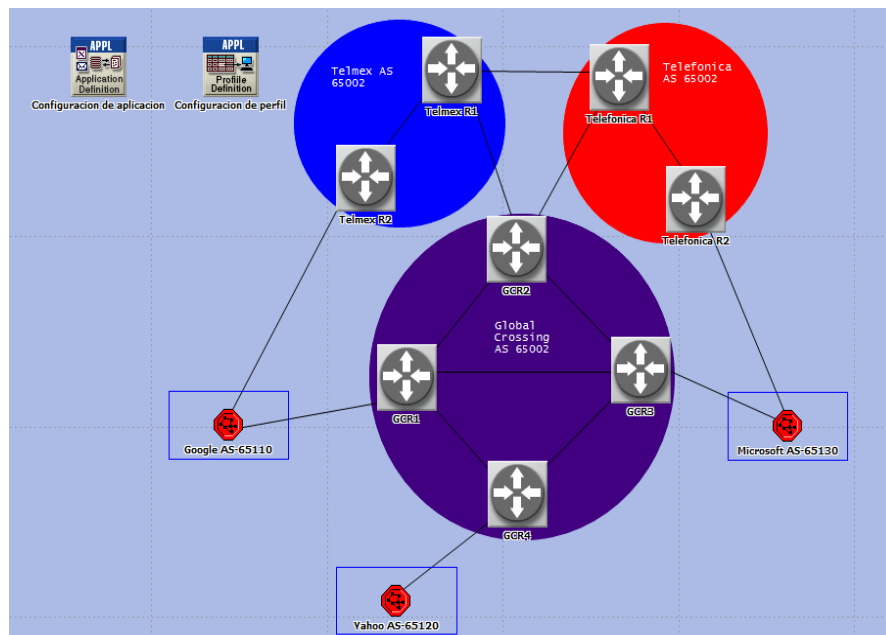 APPL
Application
Definition
Configuracion de aplicacion
APPL
Profile
Definition
Configuracion de perfil
Telmex AS
65002
Telmex R1
Telmex R2
Telefonica
AS 65002
Telefonica R1
Telefonica R2
GCR2
Global
Crossing
AS 65002
GCR1
GCR3
GCR4
Google AS-65110
Microsoft AS-65130
Yahoo AS-65120